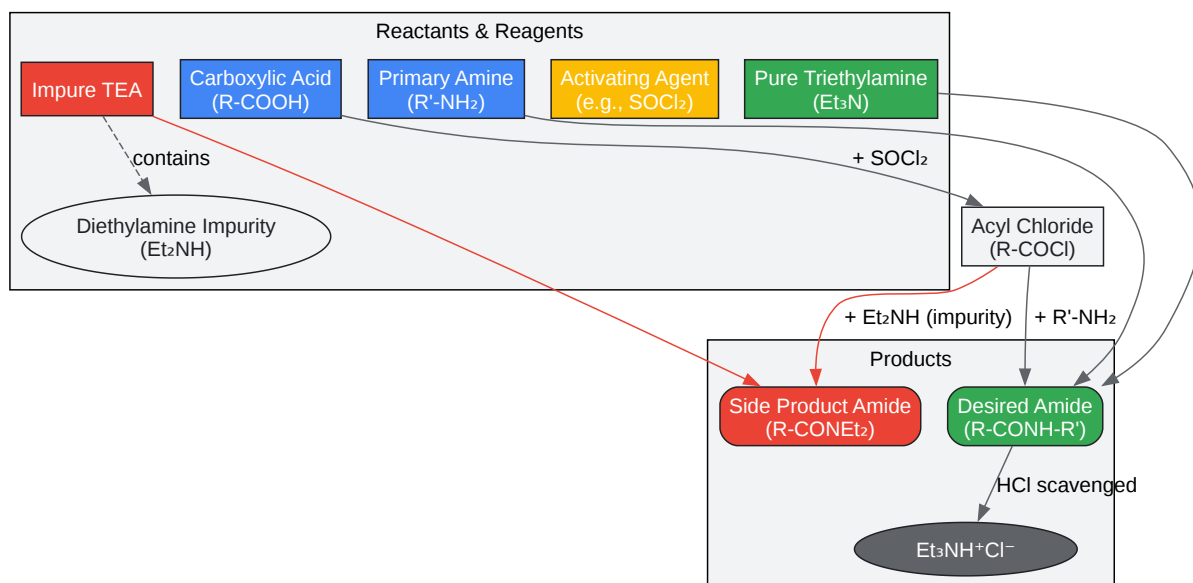 Reactants & Reagents
Impure TEA
Carboxylic Acid
(R-COOH)
Primary Amine
(R'-NH₂)
Activating Agent
(e.g., SOCl₂)
Pure Triethylamine
(Et₃N)
contains
+ SOCl₂
Diethylamine Impurity
(Et₂NH)
Acyl Chloride
(R-COCl)
+ Et₂NH (impurity)
+ R'-NH₂
Products
Side Product Amide
(R-CONEt₂)
Desired Amide
(R-CONH-R')
HCl scavenged
Et₃NH⁺Cl⁻